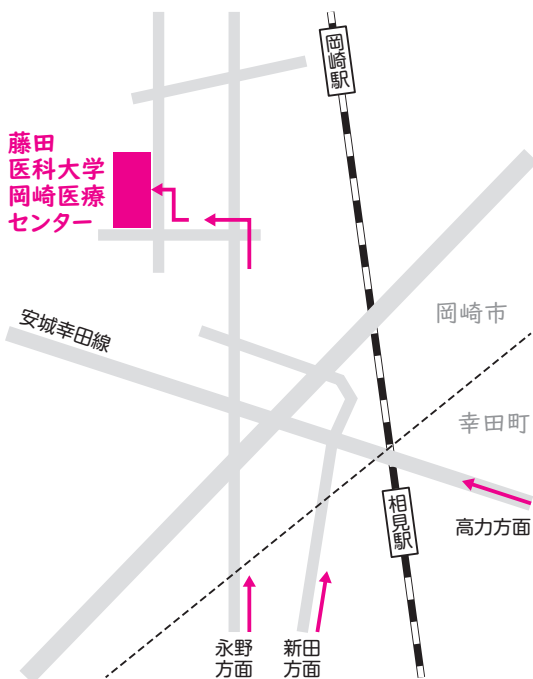 岡崎駅
藤田
医科大学
岡崎医療
センター
岡崎市
安城幸田線
幸田町
相見駅
高力方面
永野
方面
新田
方面